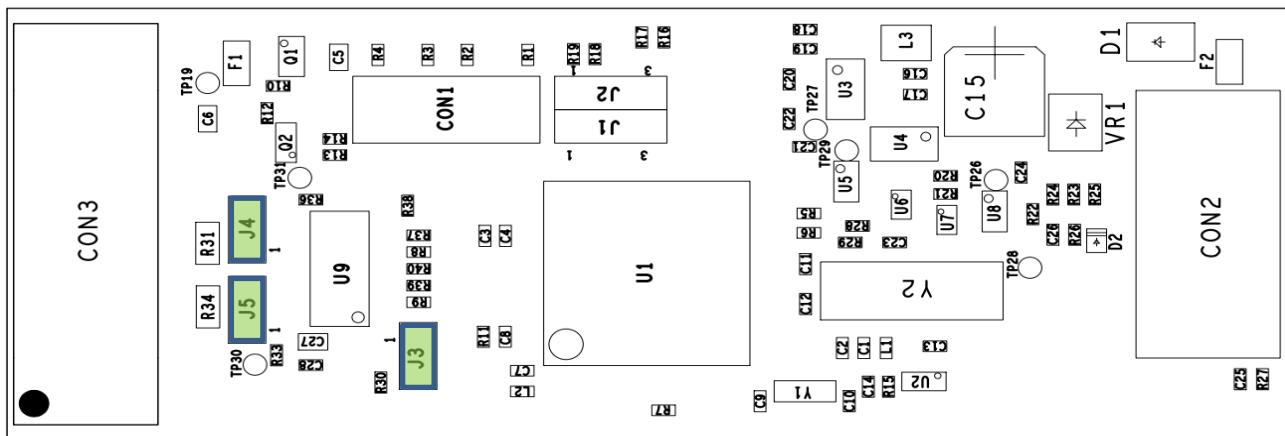 CON3
TP19
F1
Q1
C5
R4
R3
R2
R1
R19
R18
R17
R16
R10
R12
C6
Q2
R14
R13
TP31
R36
CON1
1
3
J2
J1
1
3
C18
C19
L3
C20
C22
C21
TP27
U3
C16
C17
C15
D1
F2
VR1
TP29
U4
U5
R20
R21
TP26
C24
U6
U7
U8
R22
R24
R23
R25
C26
R26
D2
CON2
R5
R6
R28
R29
C23
C11
C12
Y2
TP28
R31
J4
1
R34
J5
1
TP30
R33
C27
C28
U9
R38
R37
R8
R40
R39
R9
1
J3
R30
C3
C4
R11
C8
C7
L2
U1
R7
C9
Y1
C2
C1
L1
C13
C10
C14
R15
U2
C25
R27